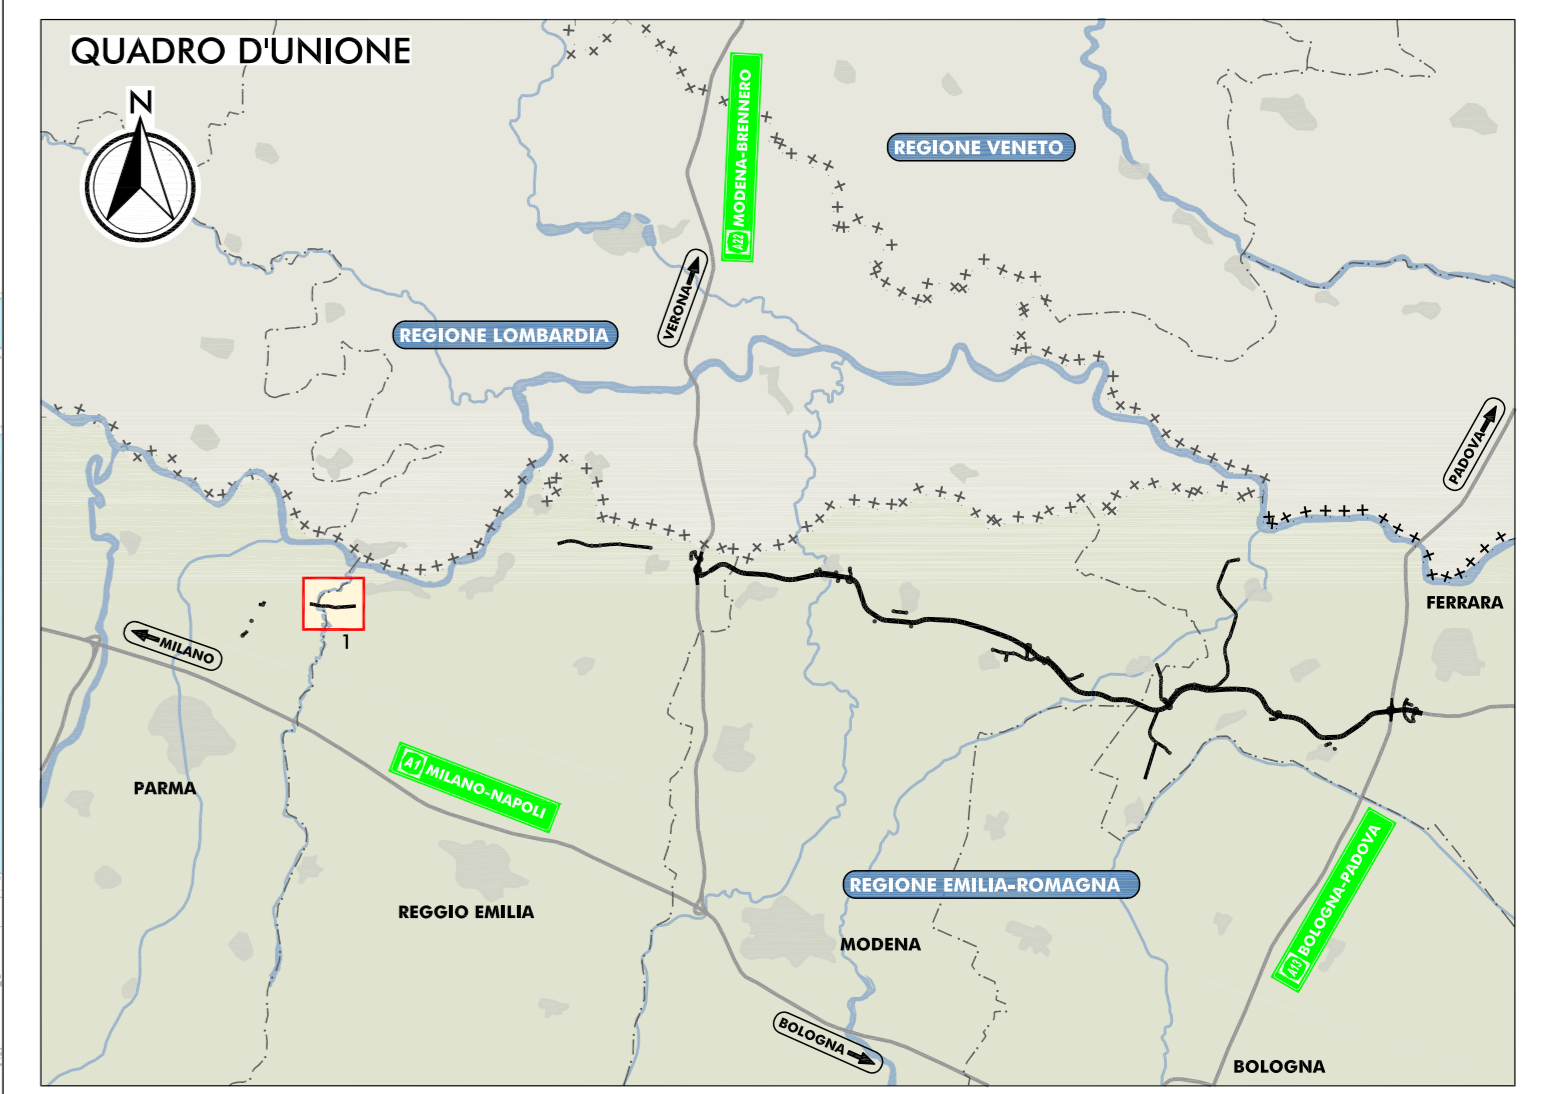 QUADRO D'UNIONE
N
A22 MODENA-BRENNERO
REGIONE VENETO
VERONA
REGIONE LOMBARDIA
PADOVA
FERRARA
1
MILANO
PARMA
A1 MILANO-NAPOLI
REGGIO EMILIA
REGIONE EMILIA-ROMAGNA
A13 BOLOGNA-PADOVA
MODENA
BOLOGNA
BOLOGNA